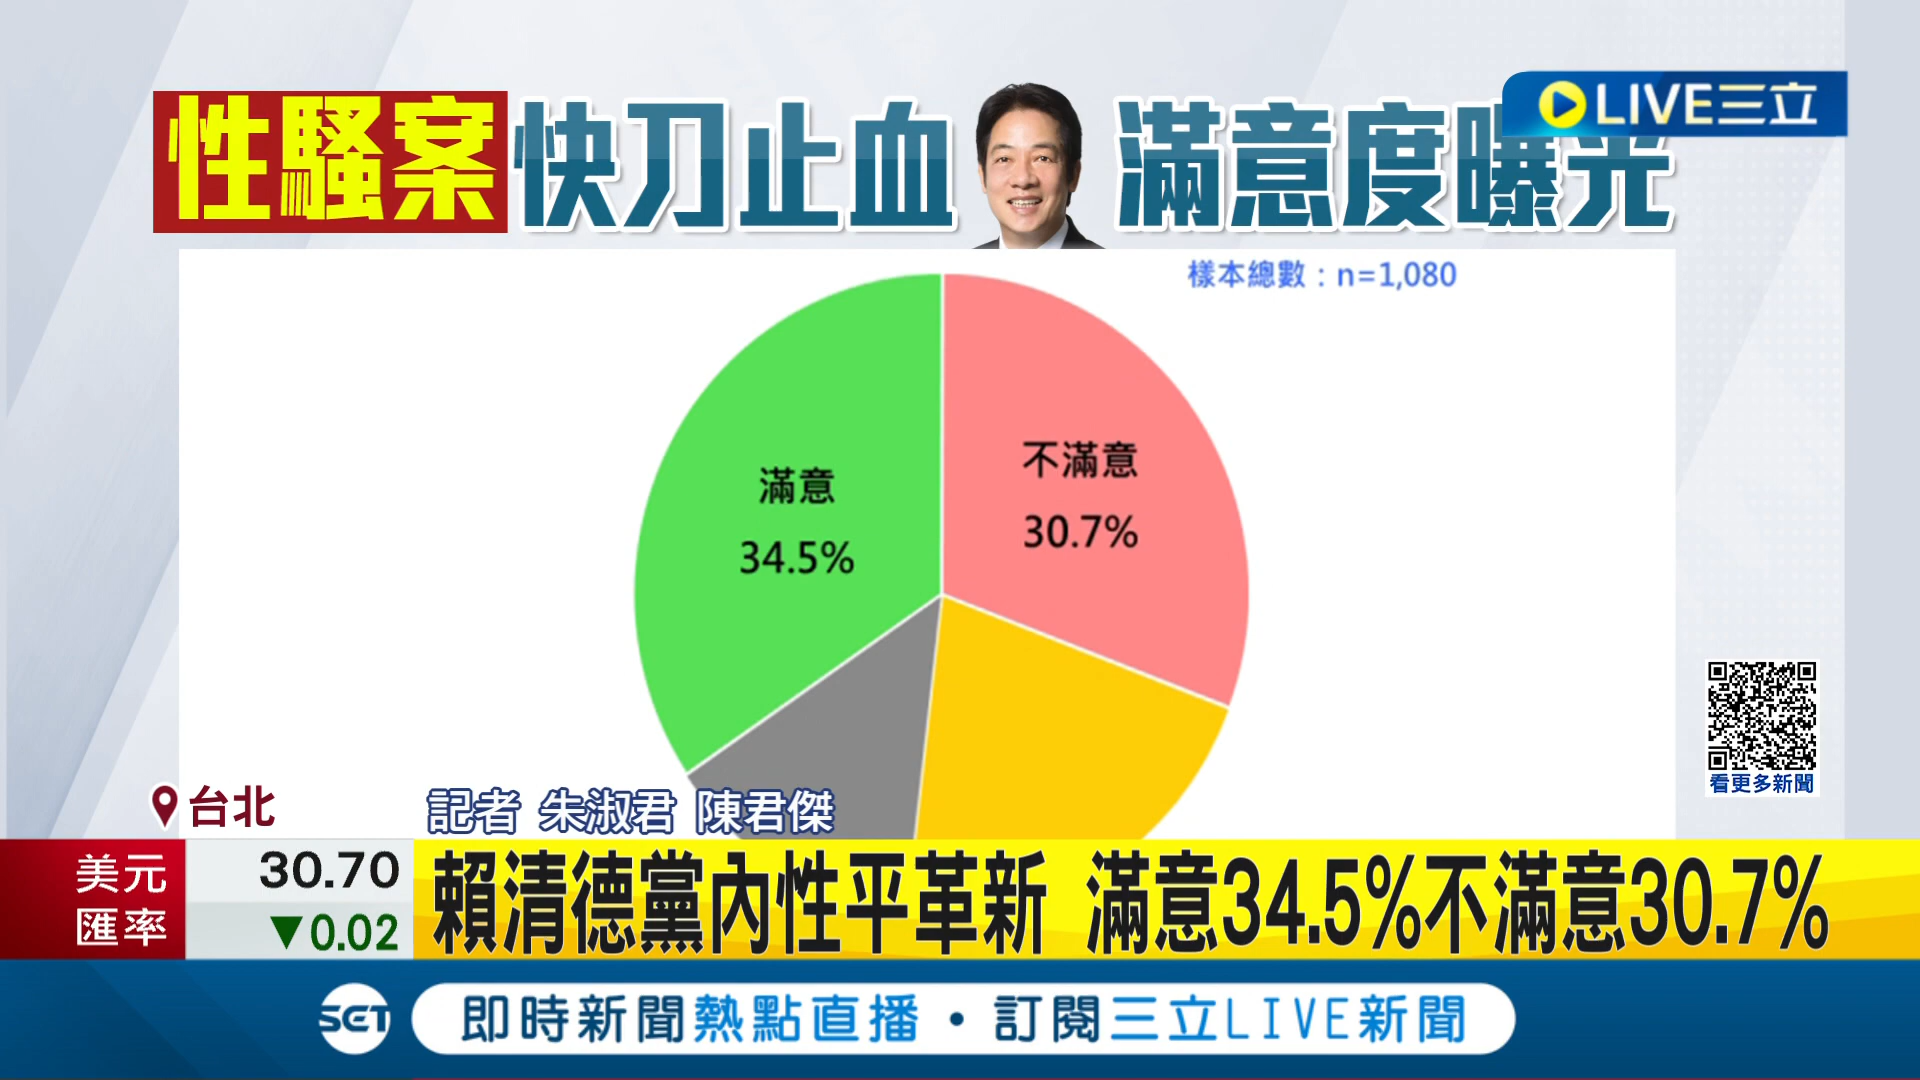 性騷案快刀止血 滿意度曝光
LIVE三立
樣本總數：n=1,080
不滿意
30.7%
滿意
34.5%
看更多新聞
台北
記者 朱淑君 陳君傑
美元
匯率
30.70
▼0.02
賴清德黨內性平革新 滿意34.5%不滿意30.7%
SET
即時新聞熱點直播・訂閱三立LIVE新聞